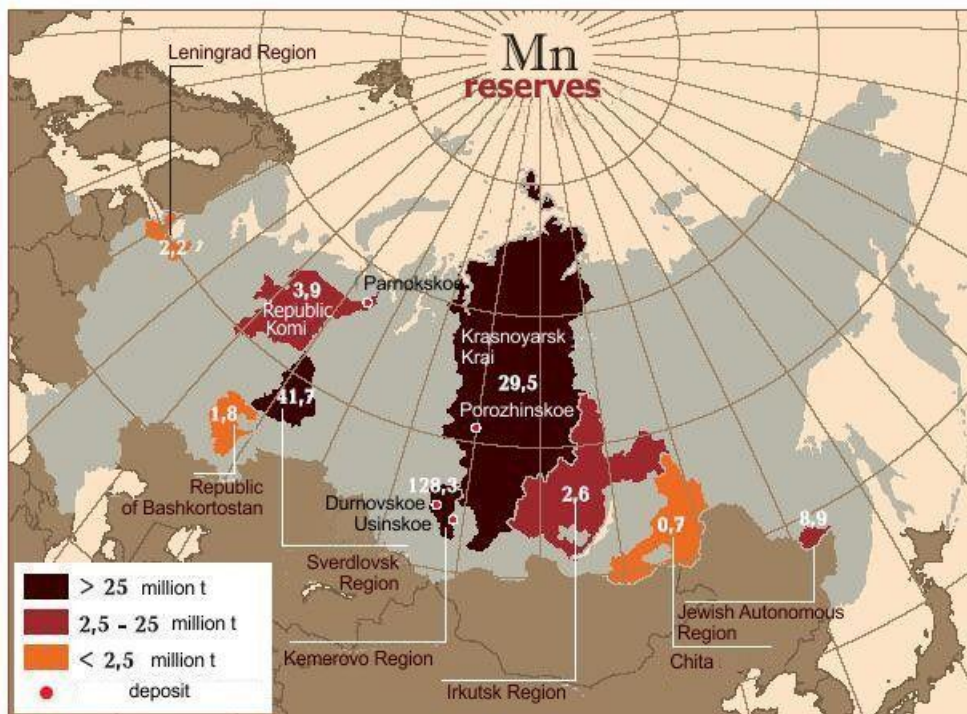 Mn
reserves
Leningrad Region
2,2
3,9
Republic
Komi
Parnokskoe
Krasnoyarsk
Krai
29,5
Porozhinskoe
41,7
1,8
Republic
of Bashkortostan
128,3
Durnovskoe
Usinskoe
2,6
0,7
8,9
Sverdlovsk
Region
Kemerovo Region
Irkutsk Region
Jewish Autonomous
Region
Chita
> 25 million t
2,5 - 25 million t
< 2,5 million t
deposit